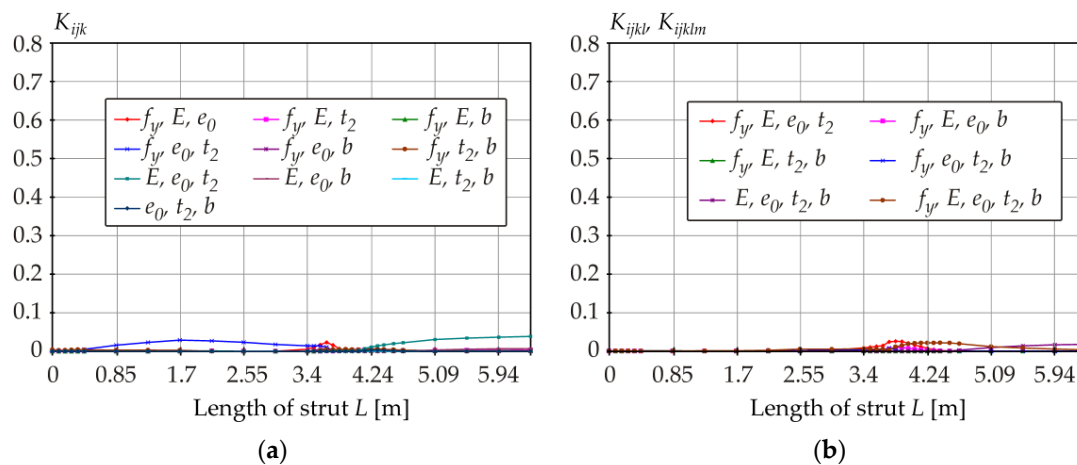 K_ijk
0.8
0.7
0.6
0.5
0.4
0.3
0.2
0.1
0
f_y, E, e_0
f_y, E, t_2
f_y, E, b
f_y, e_0, t_2
f_y, e_0, b
f_y, t_2, b
E, e_0, t_2
E, e_0, b
E, t_2, b
e_0, t_2, b
0 0.85 1.7 2.55 3.4 4.24 5.09 5.94
Length of strut L [m]
(a)
K_ijkl, K_ijklm
0.8
0.7
0.6
0.5
0.4
0.3
0.2
0.1
0
f_y, E, e_0, t_2
f_y, E, e_0, b
f_y, E, t_2, b
f_y, e_0, t_2, b
E, e_0, t_2, b
f_y, E, e_0, t_2, b
0 0.85 1.7 2.55 3.4 4.24 5.09 5.94
Length of strut L [m]
(b)